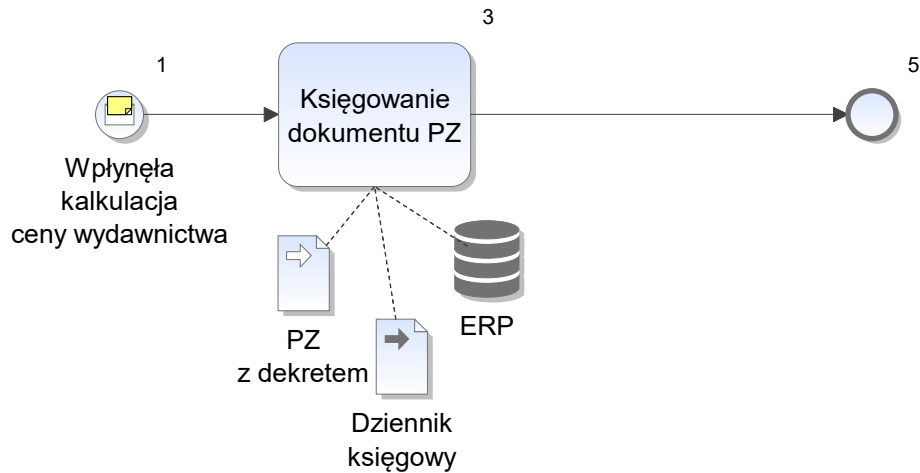 3
1
5
Księgowanie
dokumentu PZ
Wpłynęła
kalkulacja
ceny wydawnictwa
PZ
z dekretem
ERP
Dziennik
księgowy